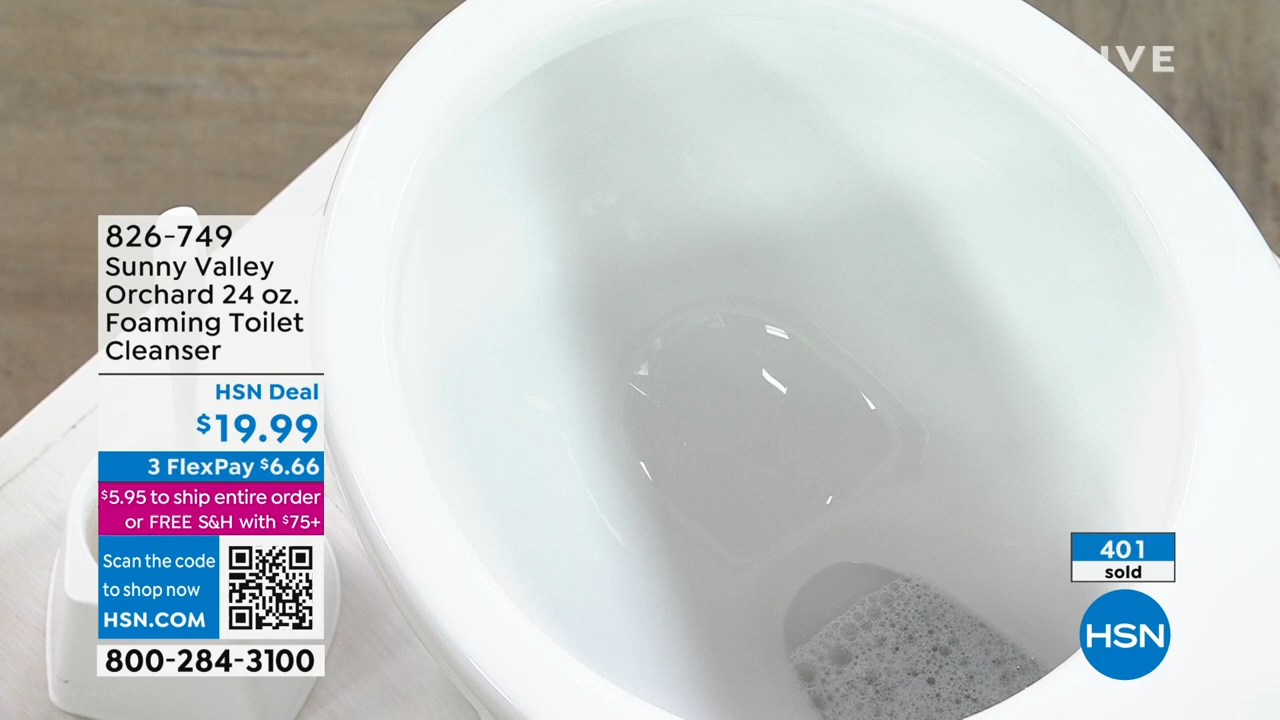 IVE
826-749
Sunny Valley
Orchard 24 oz.
Foaming Toilet
Cleanser
HSN Deal
$19.99
3 FlexPay $6.66
$5.95 to ship entire order
or FREE S&H with $75+
Scan the code
to shop now
HSN.COM
800-284-3100
401
sold
HSN